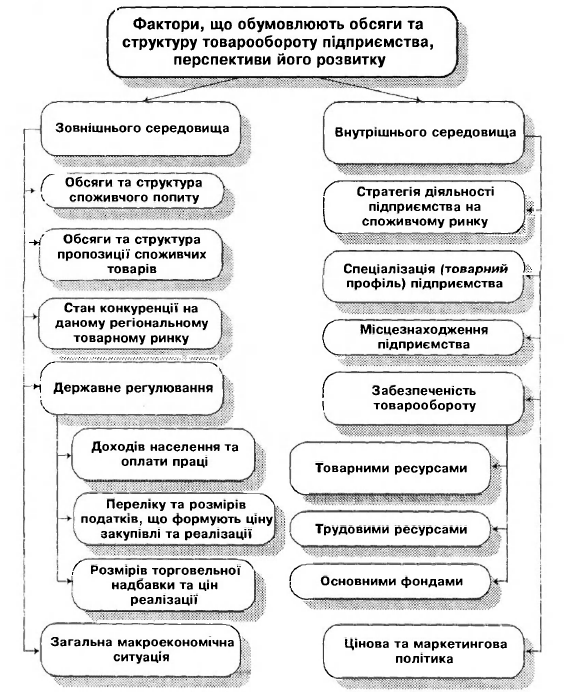 Фактори, що обумовлюють обсяги та
структуру товарообороту підприємства,
перспективи його розвитку
Зовнішнього середовища
Обсяги та структура
споживчого попиту
Обсяги та структура
пропозиції споживчих
товарів
Стан конкуренції на
даному регіональному
товарному ринку
Державне регулювання
Доходів населення та
оплати праці
Переліку та розмірів
податків, що формують ціну
закупівлі та реалізації
Розмірів торговельної
надбавки та цін
реалізації
Загальна макроекономічна
ситуація
Внутрішнього середовища
Стратегія діяльності
підприємства на
споживчому ринку
Спеціалізація (товарний
профіль) підприємства
Місцезнаходження
підприємства
Забезпеченість
товарообороту
Товарними ресурсами
Трудовими ресурсами
Основними фондами
Цінова та маркетингова
політика